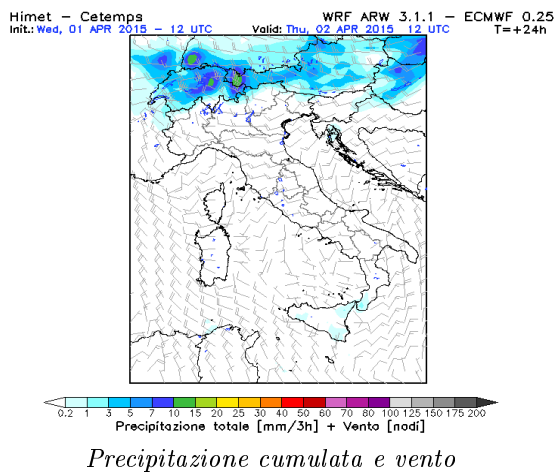 Himet – Cetemps WRF ARW 3.1.1 – ECMWF 0.25
Init.: Wed, 01 APR 2015 – 12 UTC Valid: Thu, 02 APR 2015 12 UTC T=+24h
0.2 1 3 5 7 10 15 20 25 30 40 50 60 70 80 100 125 150 175 200
Precipitazione totale [mm/3h] + Vento [nodi]
Precipitazione cumulata e vento